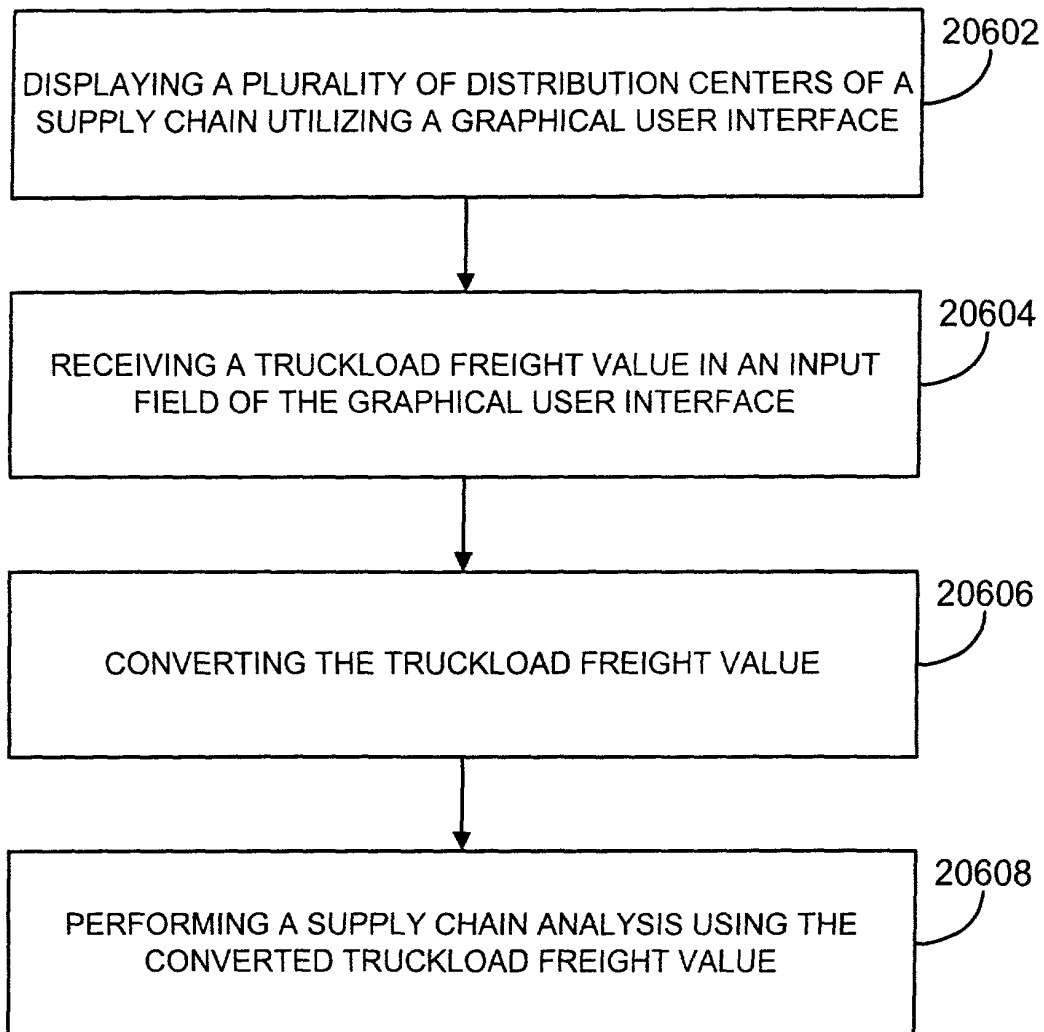 20602
DISPLAYING A PLURALITY OF DISTRIBUTION CENTERS OF A
SUPPLY CHAIN UTILIZING A GRAPHICAL USER INTERFACE
20604
RECEIVING A TRUCKLOAD FREIGHT VALUE IN AN INPUT
FIELD OF THE GRAPHICAL USER INTERFACE
20606
CONVERTING THE TRUCKLOAD FREIGHT VALUE
20608
PERFORMING A SUPPLY CHAIN ANALYSIS USING THE
CONVERTED TRUCKLOAD FREIGHT VALUE